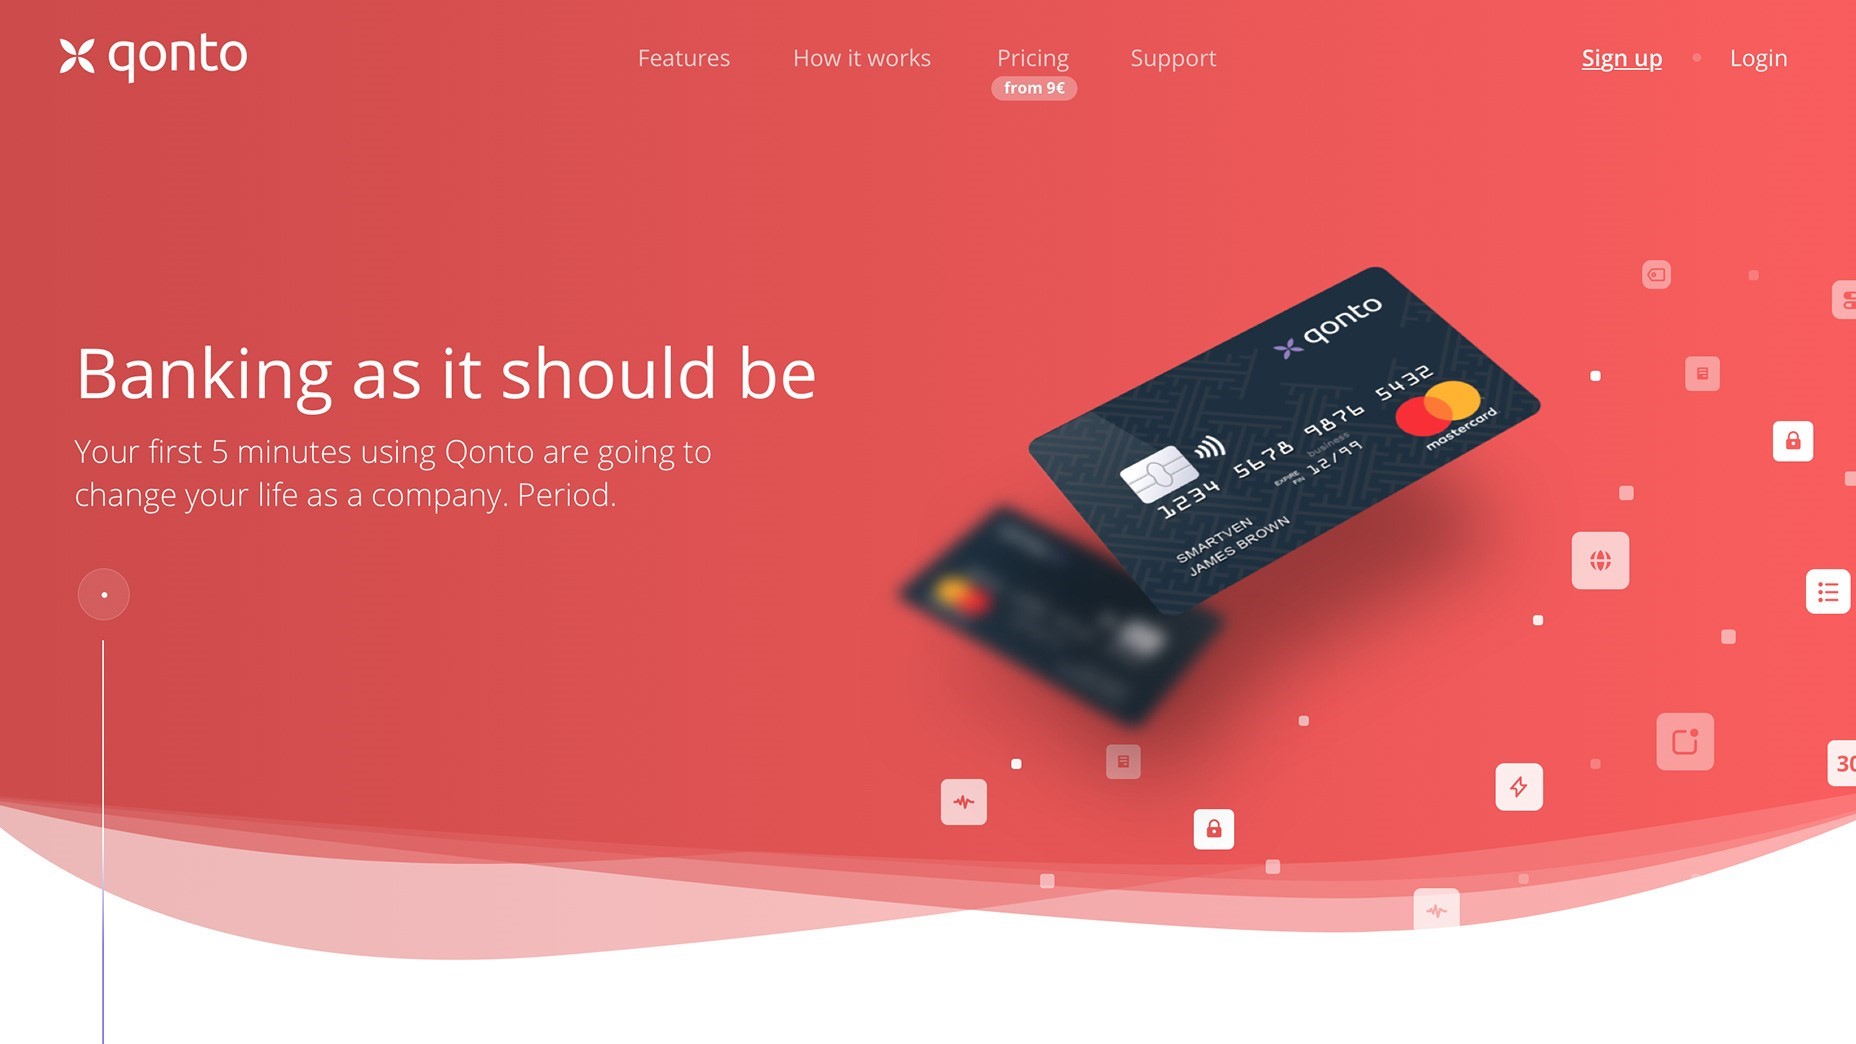 qonto
Features
How it works
Pricing
from 9€
Support
Sign up
Login
Banking as it should be
Your first 5 minutes using Qonto are going to
change your life as a company. Period.
qonto
1234 5678 9876 5432
business
EXPIRE
FIN
12/99
mastercard
SMARTVEN
JAMES BROWN
30